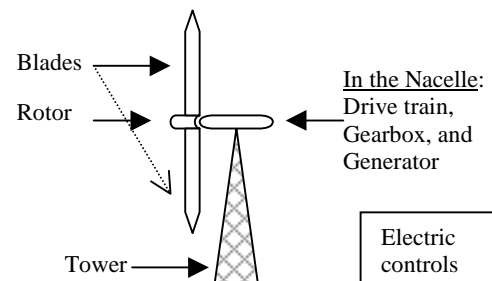 Blades
Rotor
In the Nacelle:
Drive train,
Gearbox, and
Generator
Tower
Electric
controls